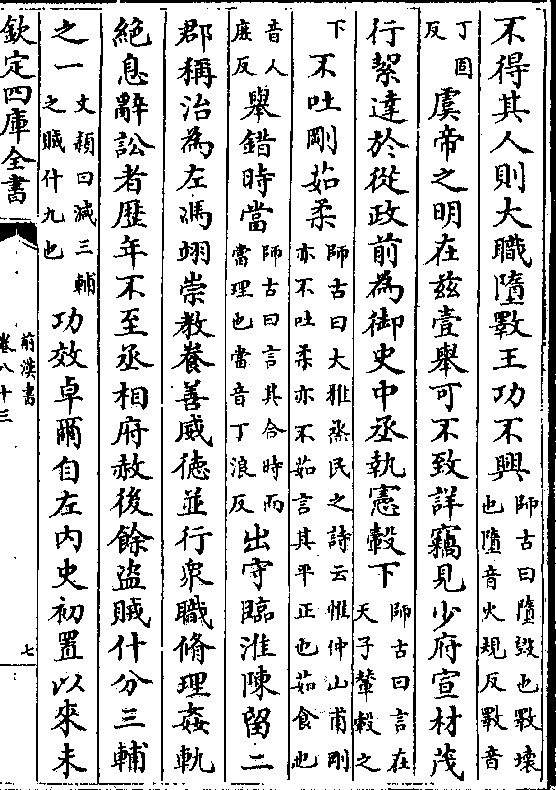 不得其人則大職墮斁王功不興師古曰墮毀也斁壞也墮音火規反斁音
丁固反虞帝之明在兹壹舉可不致詳竊見少府宣材茂
行絜達於從政前為御史中丞執憲轂下師古曰言在天子輦轂之
下不吐剛茹柔師古曰大雅烝民之詩云惟仲山甫剛亦不吐柔亦不茹言其平正也茹食也
音人庶反舉錯時當師古曰言其合時而當理也當音丁浪反出守臨淮陳留二
郡稱治為左馮翊崇教養善威德並行衆職脩理姦軌
絶息辭訟者歴年不至丞相府赦後餘盜賊什分三輔
之一文穎曰減三輔之賊什九也功效卓爾自左内史初置以來未
欽定四庫全書
前漢書
卷八十三
七